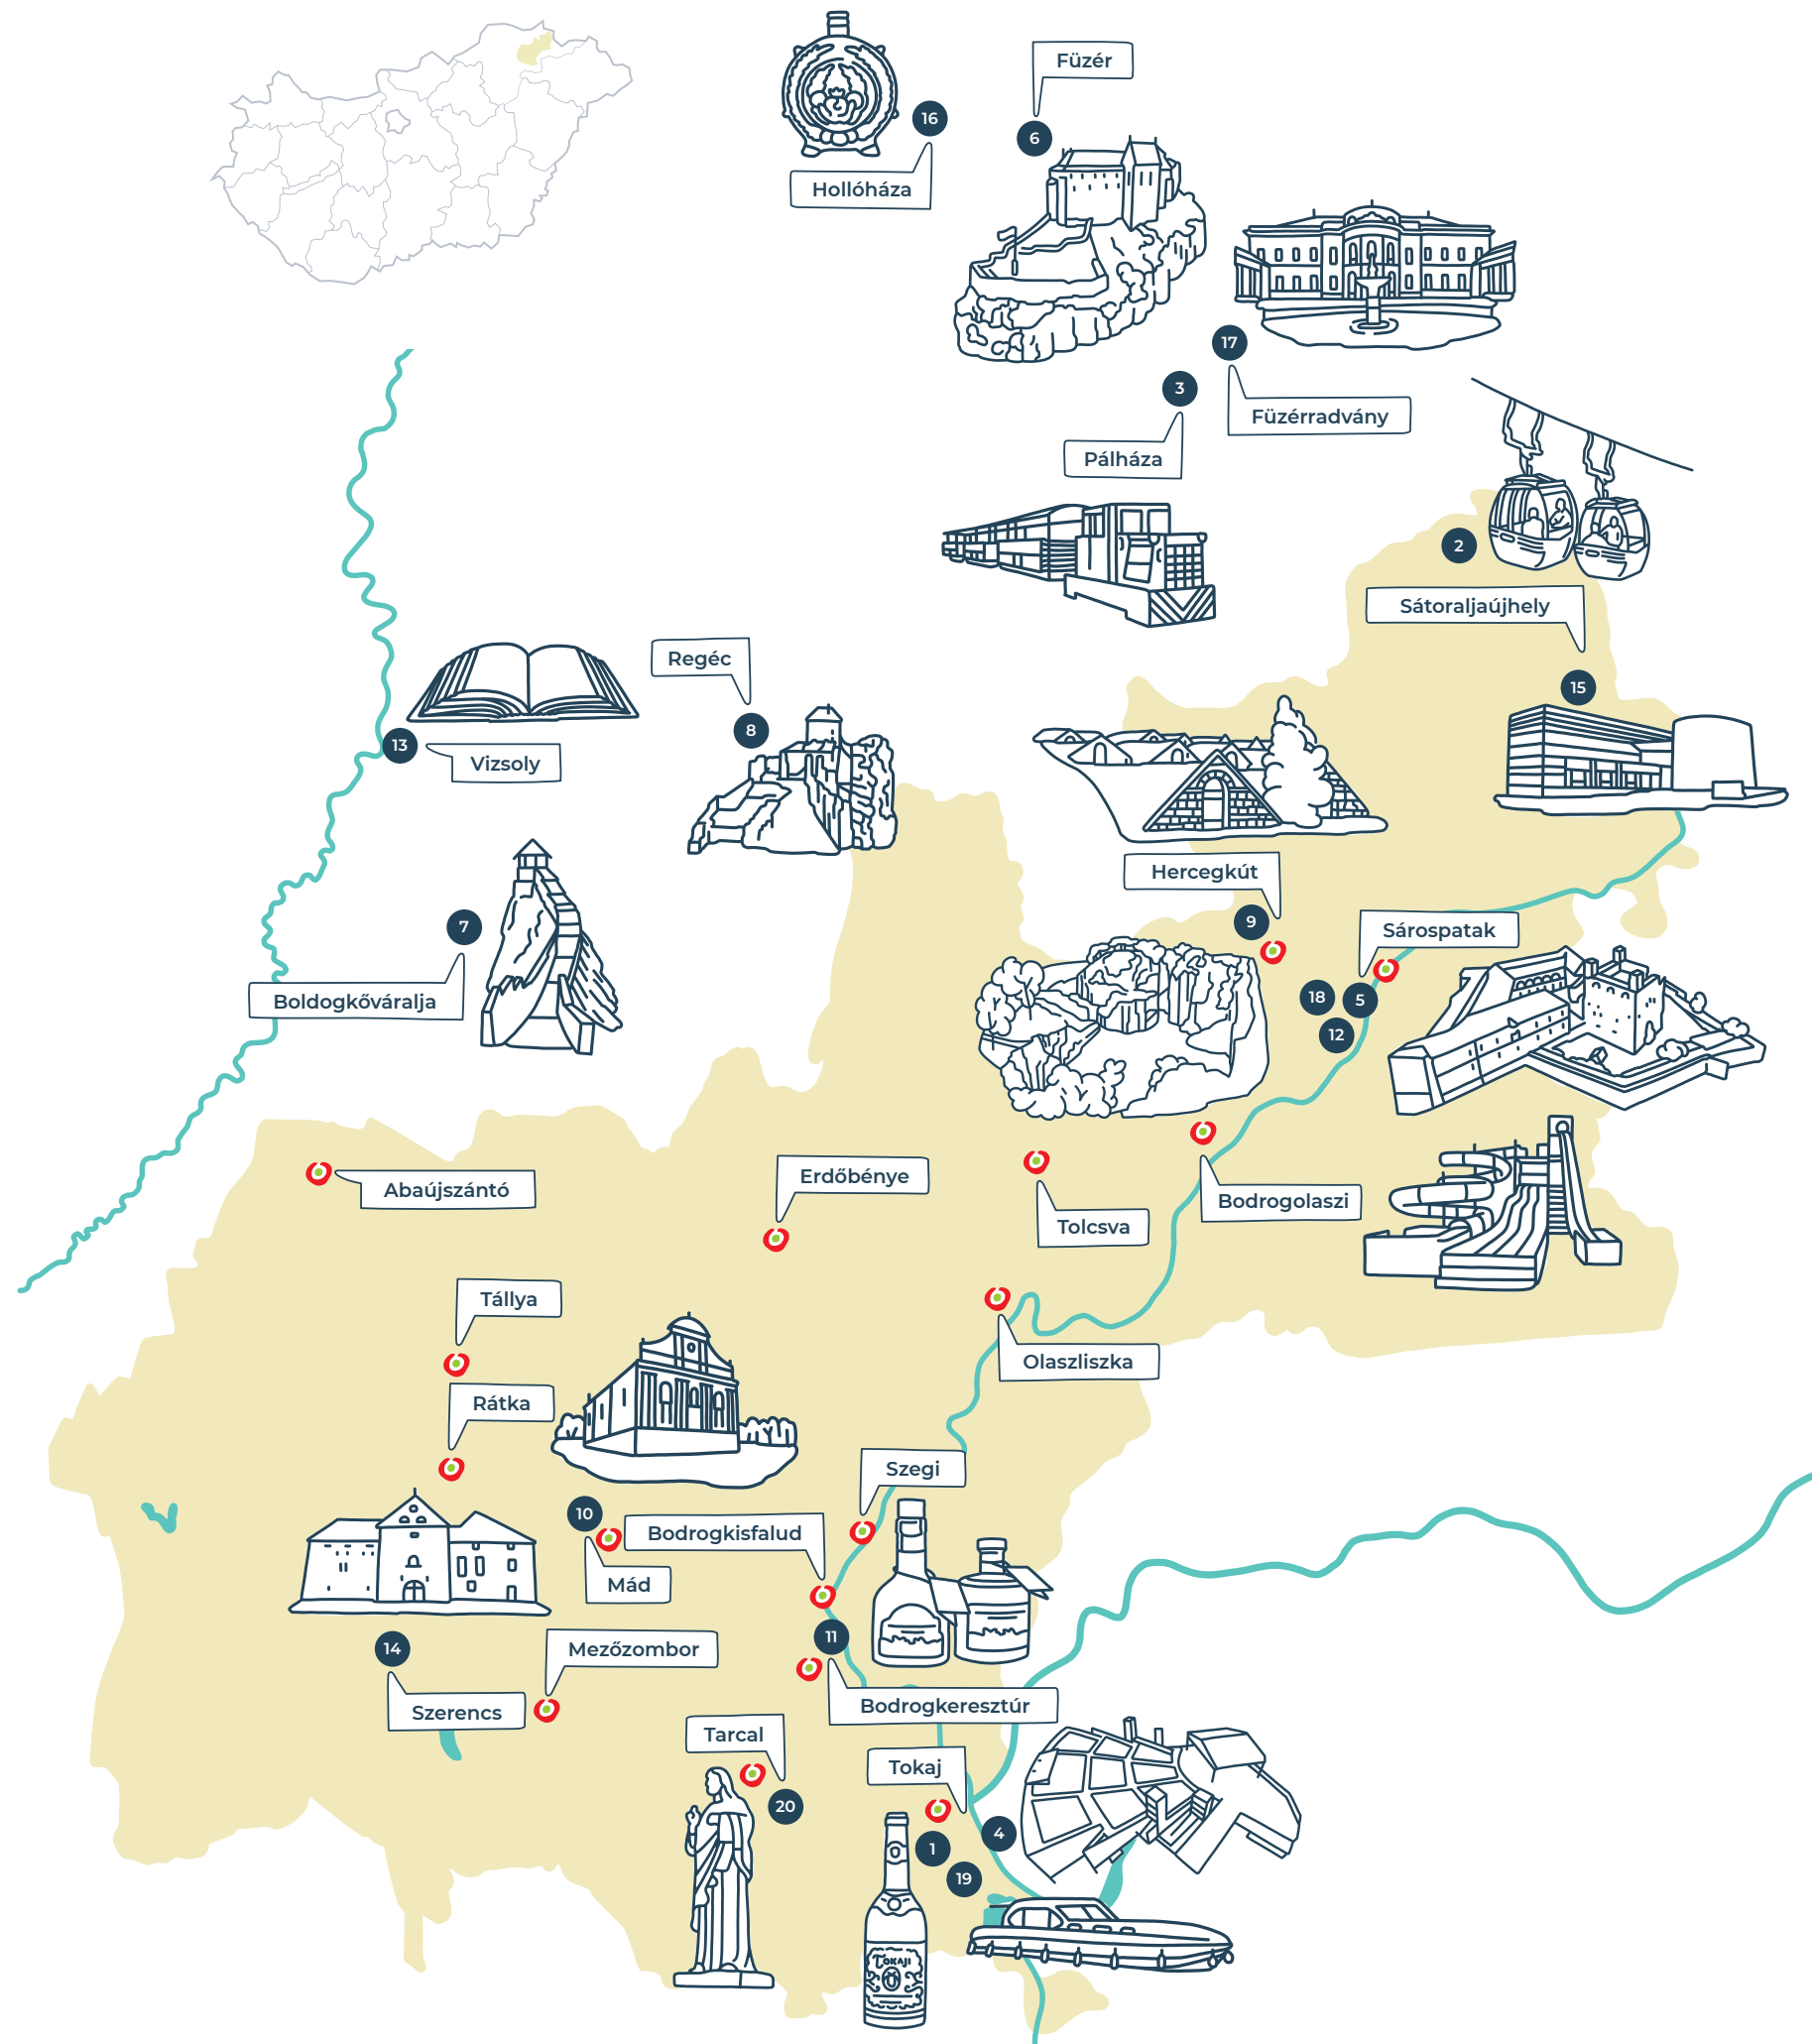 Füzér
16
6
Hollóháza
17
3
Füzérradvány
Pálháza
2
Sátoraljaújhely
Regéc
15
8
13
Vizsoly
Hercegkút
9
7
Sárospatak
Boldogkőváralja
18
5
12
Abaújszántó
Erdőbénye
Bodrogolaszi
Tolcsva
Tállya
Olaszliszka
Rátka
Szegi
10
Bodrogkisfalud
Mád
11
14
Mezőzombor
Szerencs
Bodrogkeresztúr
Tarcal
Tokaj
20
4
1
19
TOKAJI